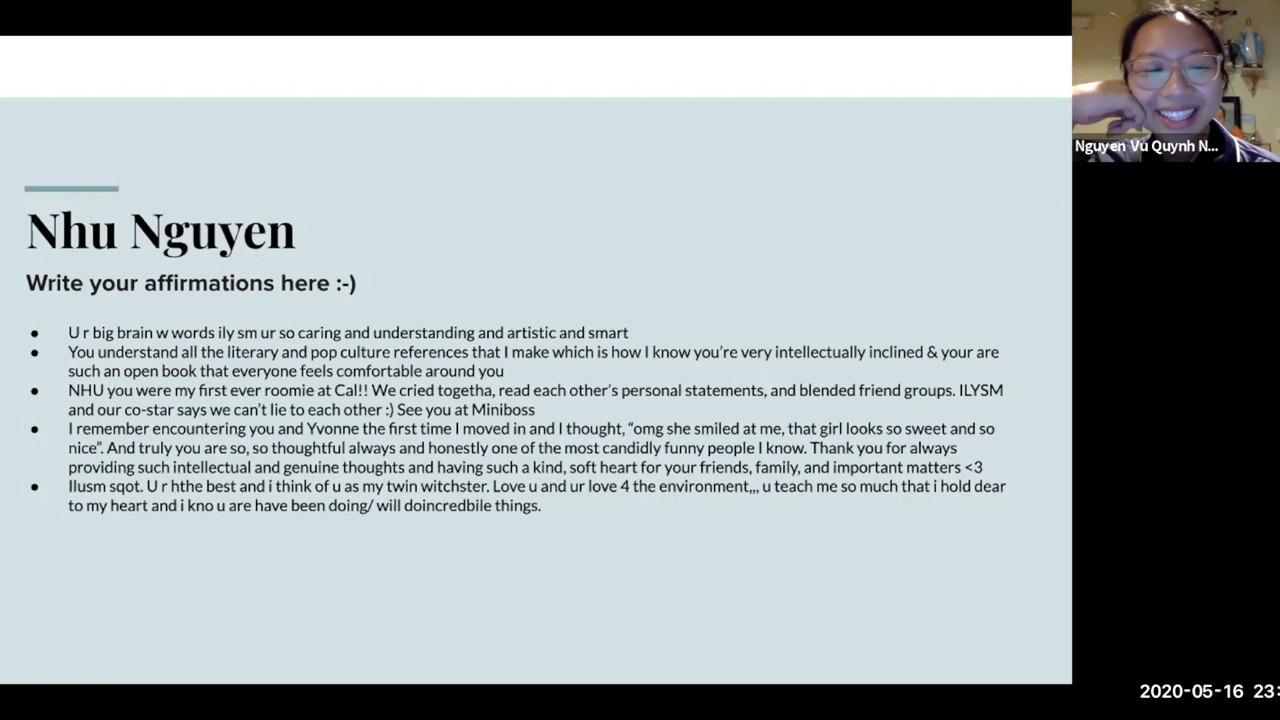 Nguyen Vu Quynh N...
Nhu Nguyen
Write your affirmations here :-)
● U r big brain w words ily sm ur so caring and understanding and artistic and smart
● You understand all the literary and pop culture references that I make which is how I know you're very intellectually inclined & your are
such an open book that everyone feels comfortable around you
● NHU you were my first ever roomie at Cal!! We cried togetha, read each other's personal statements, and blended friend groups. ILYSM
and our co-star says we can't lie to each other :) See you at Miniboss
● I remember encountering you and Yvonne the first time I moved in and I thought, "omg she smiled at me, that girl looks so sweet and so
nice". And truly you are so, so thoughtful always and honestly one of the most candidly funny people I know. Thank you for always
providing such intellectual and genuine thoughts and having such a kind, soft heart for your friends, family, and important matters <3
● Ilusm sqot. U r hthe best and i think of u as my twin witchster. Love u and ur love 4 the environment,,, u teach me so much that i hold dear
to my heart and i kno u are have been doing/ will doincredbile things.
2020-05-16 23: